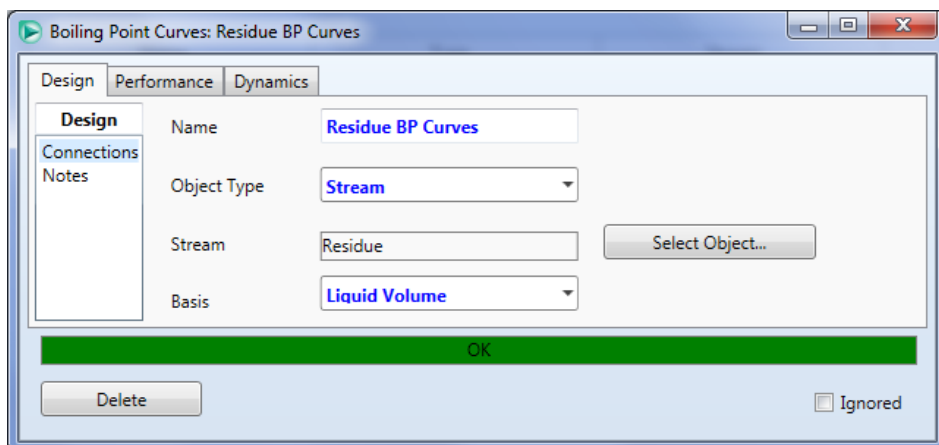 Boiling Point Curves: Residue BP Curves
Design Performance Dynamics
Design
Connections
Notes
Name Residue BP Curves
Object Type Stream
Stream Residue Select Object...
Basis Liquid Volume
OK
Delete Ignored